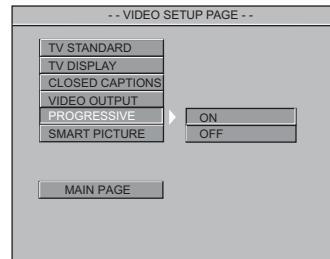 - - VIDEO SETUP PAGE - -
TV STANDARD
TV DISPLAY
CLOSED CAPTIONS
VIDEO OUTPUT
PROGRESSIVE
ON
SMART PICTURE
OFF
MAIN PAGE